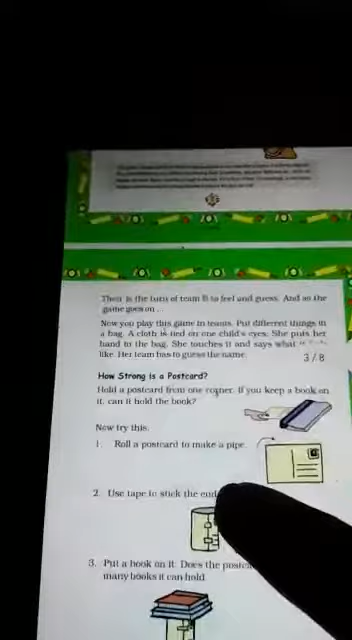 Then is the turn of team B to feel and guess. And so the
game goes on ...
Now you play this game in teams. Put different things in
a bag. A cloth is tied on one child's eyes. She puts her
hand in the bag. She touches it and says what
like. Her team has to guess the name.
3 / 8
How Strong is a Postcard?
Hold a postcard from one corner. If you keep a book on
it, can it hold the book?
Now try this.
1. Roll a postcard to make a pipe.
2. Use tape to stick the
3. Put a book on it. Does the
many books it can hold.